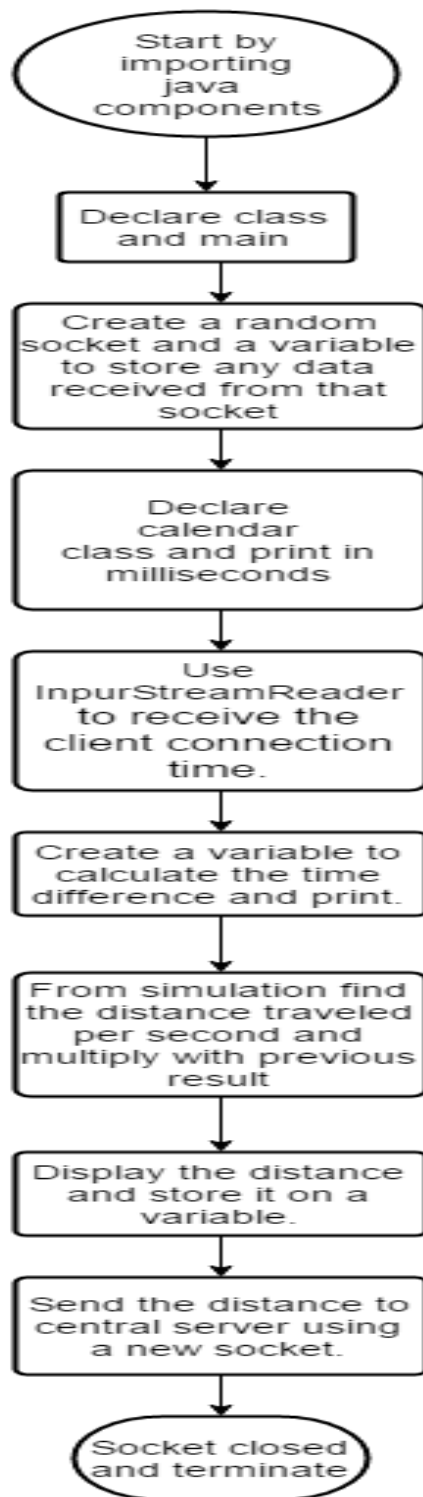 Start by
importing
java
components
Declare class
and main
Create a random
socket and a variable
to store any data
received from that
socket
Declare
calendar
class and print in
milliseconds
Use
InpurStreamReader
to receive the
client connection
time.
Create a variable to
calculate the time
difference and print.
From simulation find
the distance traveled
per second and
multiply with previous
result
Display the distance
and store it on a
variable.
Send the distance to
central server using
a new socket.
Socket closed
and terminate